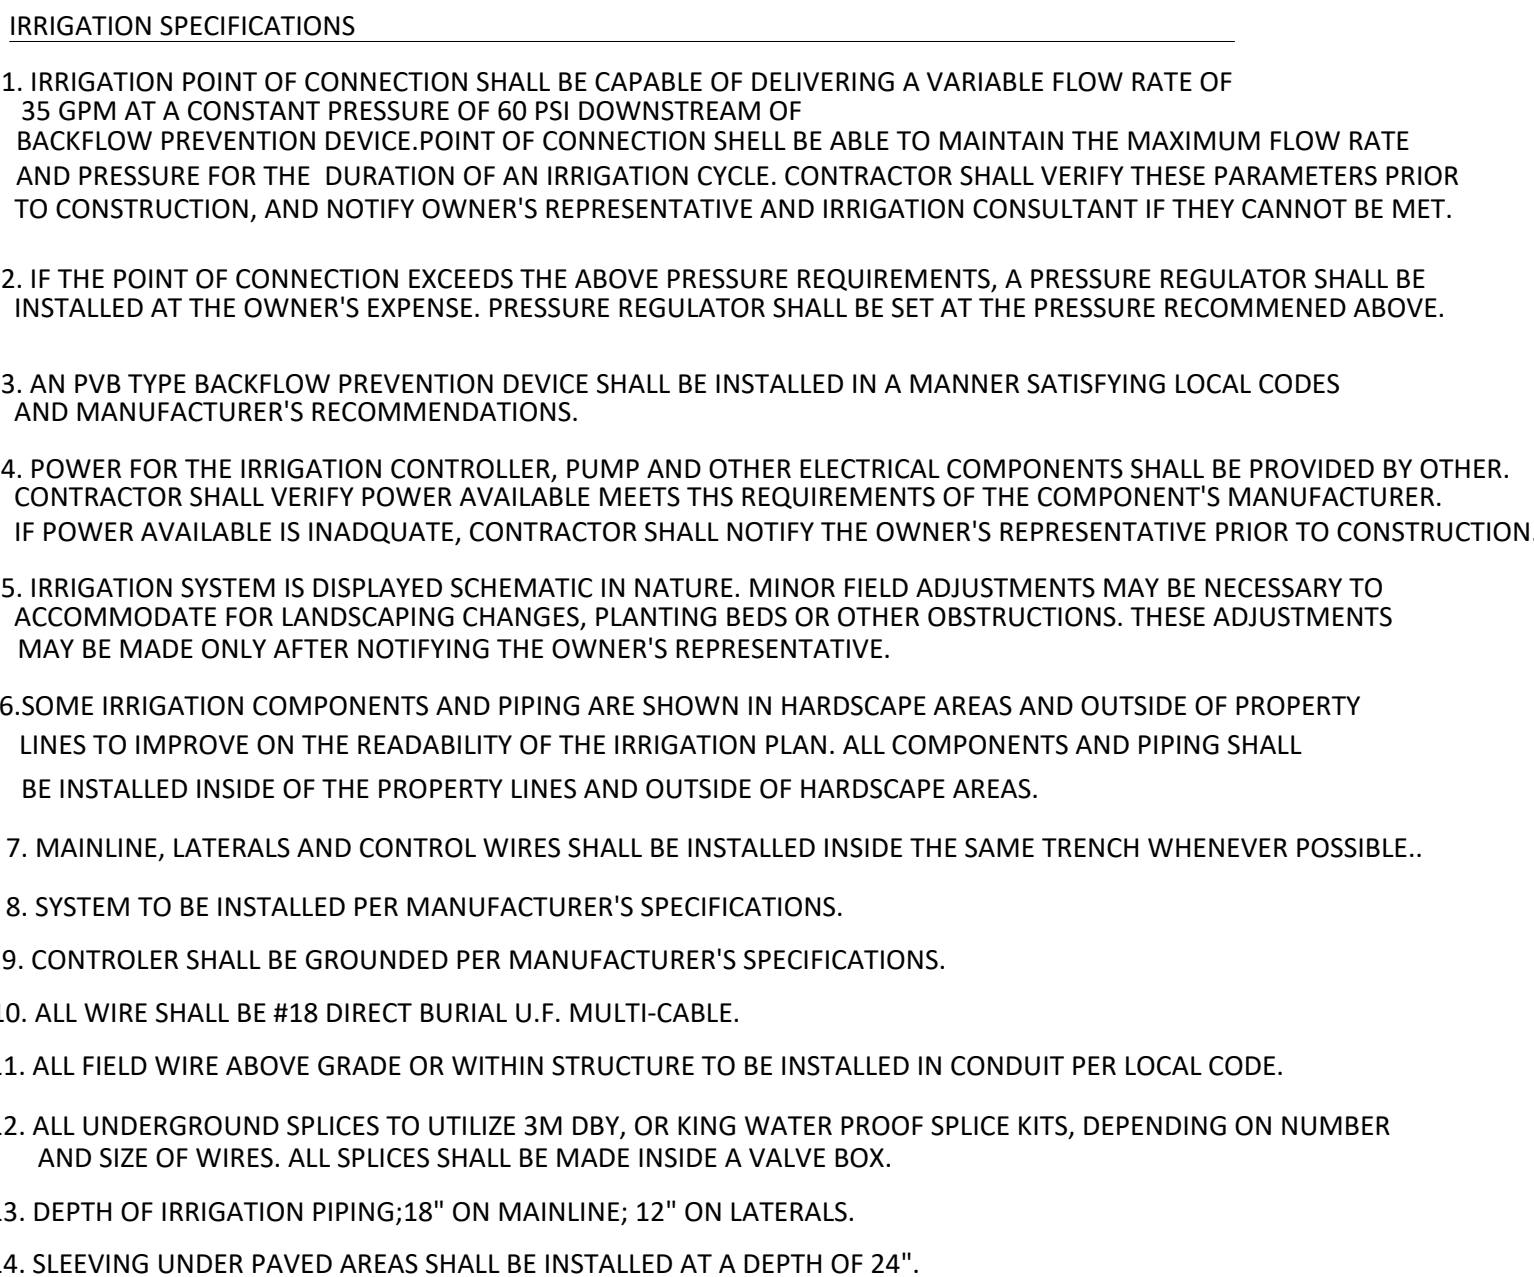 IRRIGATION SPECIFICATIONS
1. IRRIGATION POINT OF CONNECTION SHALL BE CAPABLE OF DELIVERING A VARIABLE FLOW RATE OF
35 GPM AT A CONSTANT PRESSURE OF 60 PSI DOWNSTREAM OF
BACKFLOW PREVENTION DEVICE.POINT OF CONNECTION SHELL BE ABLE TO MAINTAIN THE MAXIMUM FLOW RATE
AND PRESSURE FOR THE DURATION OF AN IRRIGATION CYCLE. CONTRACTOR SHALL VERIFY THESE PARAMETERS PRIOR
TO CONSTRUCTION, AND NOTIFY OWNER'S REPRESENTATIVE AND IRRIGATION CONSULTANT IF THEY CANNOT BE MET.
2. IF THE POINT OF CONNECTION EXCEEDS THE ABOVE PRESSURE REQUIREMENTS, A PRESSURE REGULATOR SHALL BE
INSTALLED AT THE OWNER'S EXPENSE. PRESSURE REGULATOR SHALL BE SET AT THE PRESSURE RECOMMENED ABOVE.
3. AN PVB TYPE BACKFLOW PREVENTION DEVICE SHALL BE INSTALLED IN A MANNER SATISFYING LOCAL CODES
AND MANUFACTURER'S RECOMMENDATIONS.
4. POWER FOR THE IRRIGATION CONTROLLER, PUMP AND OTHER ELECTRICAL COMPONENTS SHALL BE PROVIDED BY OTHER.
CONTRACTOR SHALL VERIFY POWER AVAILABLE MEETS THS REQUIREMENTS OF THE COMPONENT'S MANUFACTURER.
IF POWER AVAILABLE IS INADQUATE, CONTRACTOR SHALL NOTIFY THE OWNER'S REPRESENTATIVE PRIOR TO CONSTRUCTION.
5. IRRIGATION SYSTEM IS DISPLAYED SCHEMATIC IN NATURE. MINOR FIELD ADJUSTMENTS MAY BE NECESSARY TO
ACCOMMODATE FOR LANDSCAPING CHANGES, PLANTING BEDS OR OTHER OBSTRUCTIONS. THESE ADJUSTMENTS
MAY BE MADE ONLY AFTER NOTIFYING THE OWNER'S REPRESENTATIVE.
6.SOME IRRIGATION COMPONENTS AND PIPING ARE SHOWN IN HARDSCAPE AREAS AND OUTSIDE OF PROPERTY
LINES TO IMPROVE ON THE READABILITY OF THE IRRIGATION PLAN. ALL COMPONENTS AND PIPING SHALL
BE INSTALLED INSIDE OF THE PROPERTY LINES AND OUTSIDE OF HARDSCAPE AREAS.
7. MAINLINE, LATERALS AND CONTROL WIRES SHALL BE INSTALLED INSIDE THE SAME TRENCH WHENEVER POSSIBLE..
8. SYSTEM TO BE INSTALLED PER MANUFACTURER'S SPECIFICATIONS.
9. CONTROLER SHALL BE GROUNDED PER MANUFACTURER'S SPECIFICATIONS.
10. ALL WIRE SHALL BE #18 DIRECT BURIAL U.F. MULTI-CABLE.
11. ALL FIELD WIRE ABOVE GRADE OR WITHIN STRUCTURE TO BE INSTALLED IN CONDUIT PER LOCAL CODE.
12. ALL UNDERGROUND SPLICES TO UTILIZE 3M DBY, OR KING WATER PROOF SPLICE KITS, DEPENDING ON NUMBER
AND SIZE OF WIRES. ALL SPLICES SHALL BE MADE INSIDE A VALVE BOX.
13. DEPTH OF IRRIGATION PIPING;18" ON MAINLINE; 12" ON LATERALS.
14. SLEEVING UNDER PAVED AREAS SHALL BE INSTALLED AT A DEPTH OF 24".